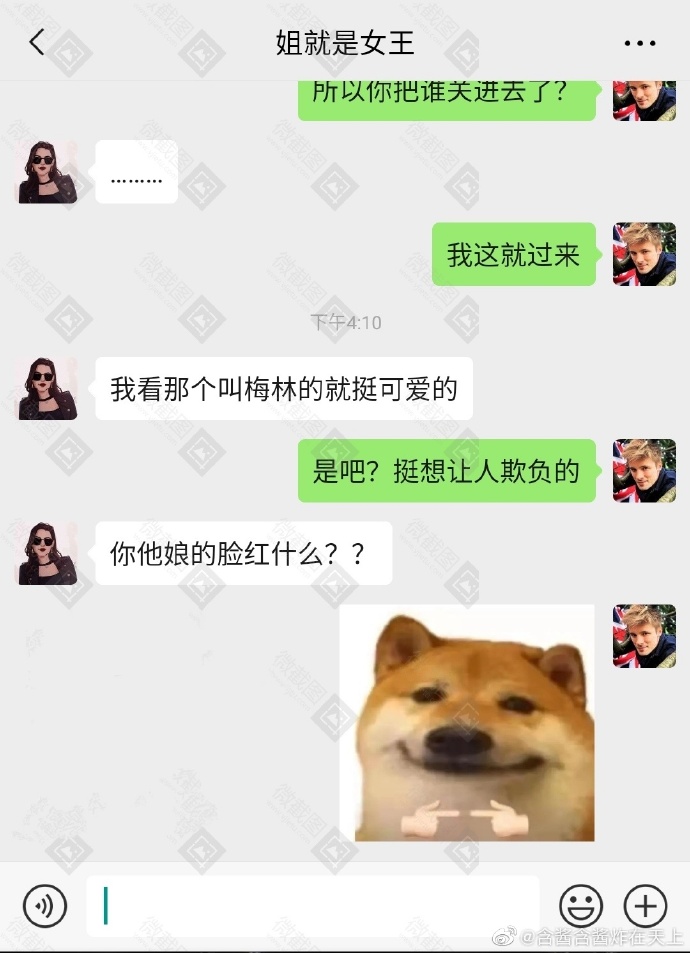 姐就是女王
所以你把谁关进去了？
………
我这就过来
下午4:10
我看那个叫梅林的就挺可爱的
是吧？挺想让人欺负的
你他娘的脸红什么？？
微截图
@含酱含酱炸在天上